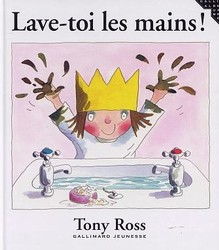 Lave-toi les mains!
Tony Ross
GALLIMARD JEUNESSE